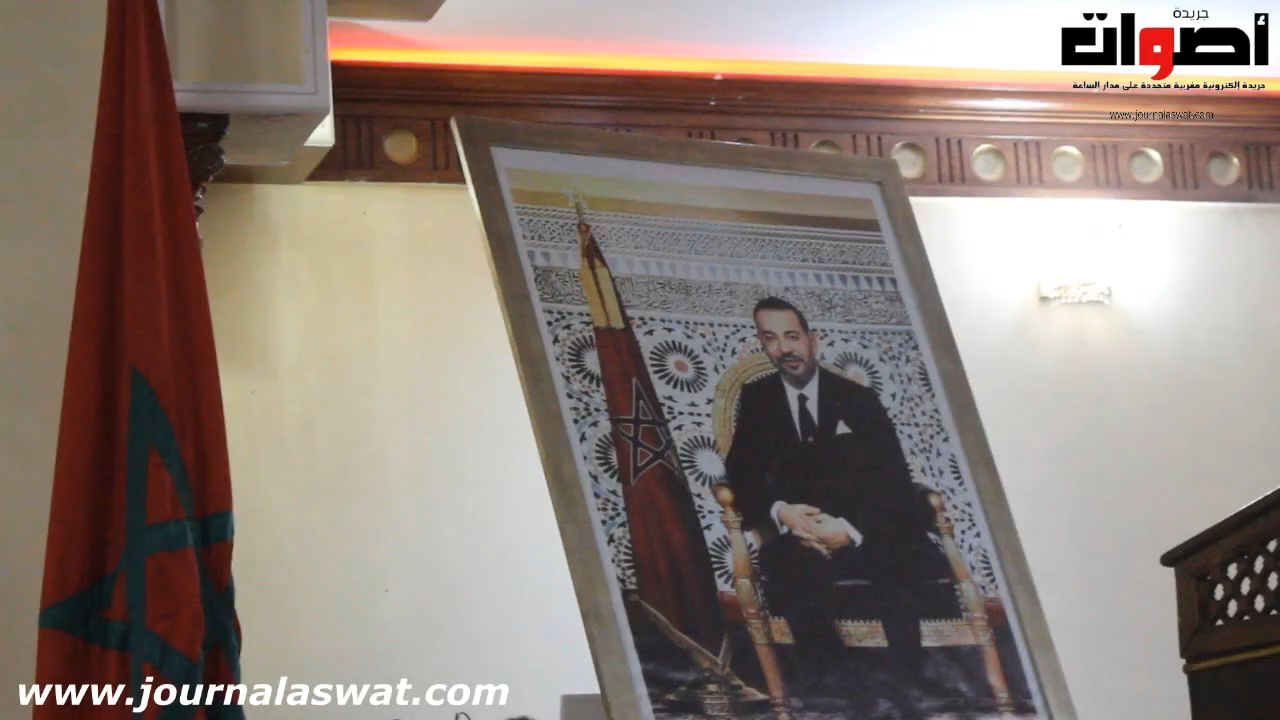 جريدة
أصوات
جريدة إلكترونية مغربية متجددة على مدار الساعة
www.journalaswat.com
www.journalaswat.com